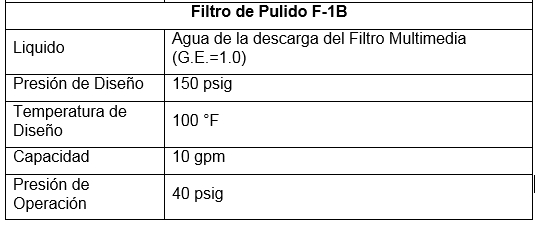 Filtro de Pulido F-1B
Liquido
Agua de la descarga del Filtro Multimedia
(G.E.=1.0)
Presión de Diseño
150 psig
Temperatura de
Diseño
100 °F
Capacidad
10 gpm
Presión de
Operación
40 psig